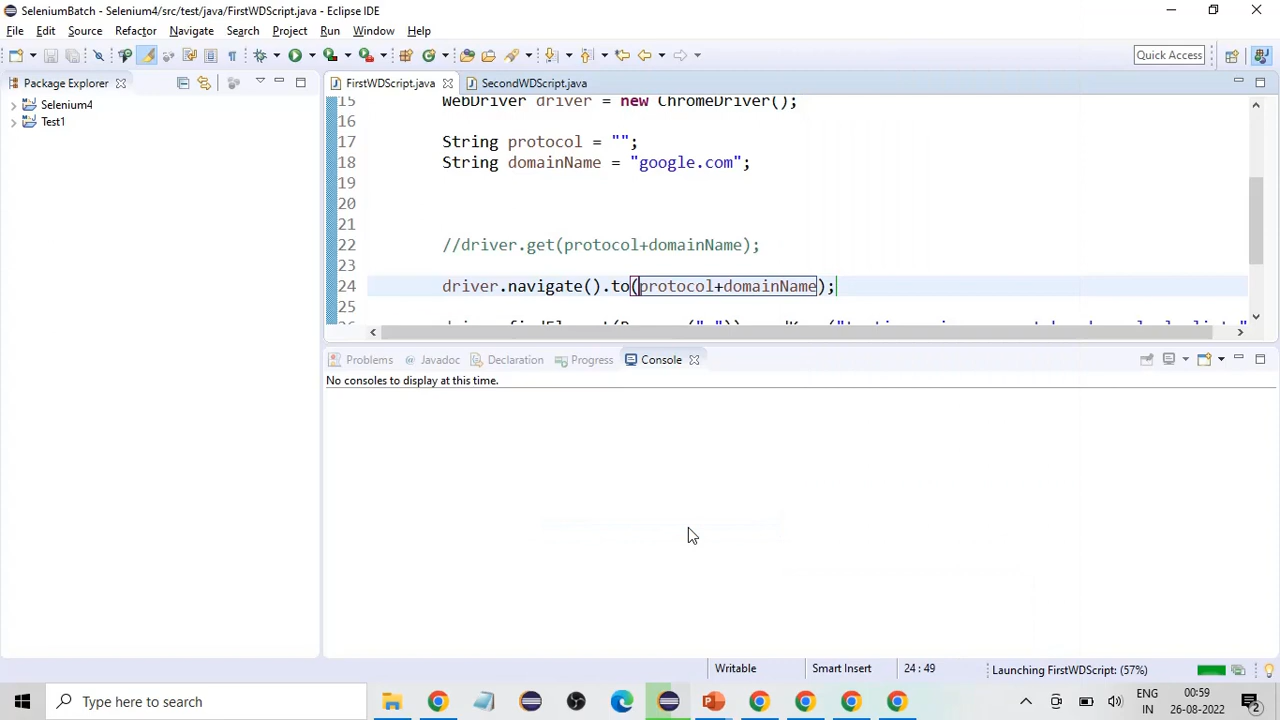 SeleniumBatch - Selenium4/src/test/java/FirstWDScript.java - Eclipse IDE
File Edit Source Refactor Navigate Search Project Run Window Help
Quick Access
Package Explorer
FirstWDScript.java
SecondWDScript.java
Selenium4
Test1
15 WebDriver driver = new ChromeDriver();
16
17 String protocol = "";
18 String domainName = "google.com";
19
20
21
22 //driver.get(protocol+domainName);
23
24 driver.navigate().to(protocol+domainName);
25
Problems Javadoc Declaration Progress Console
No consoles to display at this time.
Writable Smart Insert 24 : 49 Launching FirstWDScript: (57%)
Type here to search
ENG
IN
00:59
26-08-2022
2